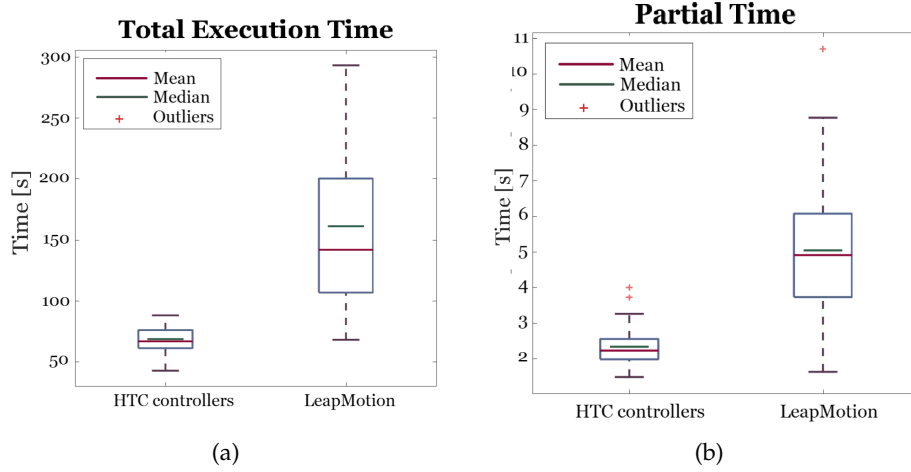 Total Execution Time
Mean
Median
Outliers
300
250
200
150
100
50
Time [s]
HTC controllers
LeapMotion
(a)
Partial Time
Mean
Median
Outliers
11
10
9
8
7
6
5
4
3
2
Time [s]
HTC controllers
LeapMotion
(b)